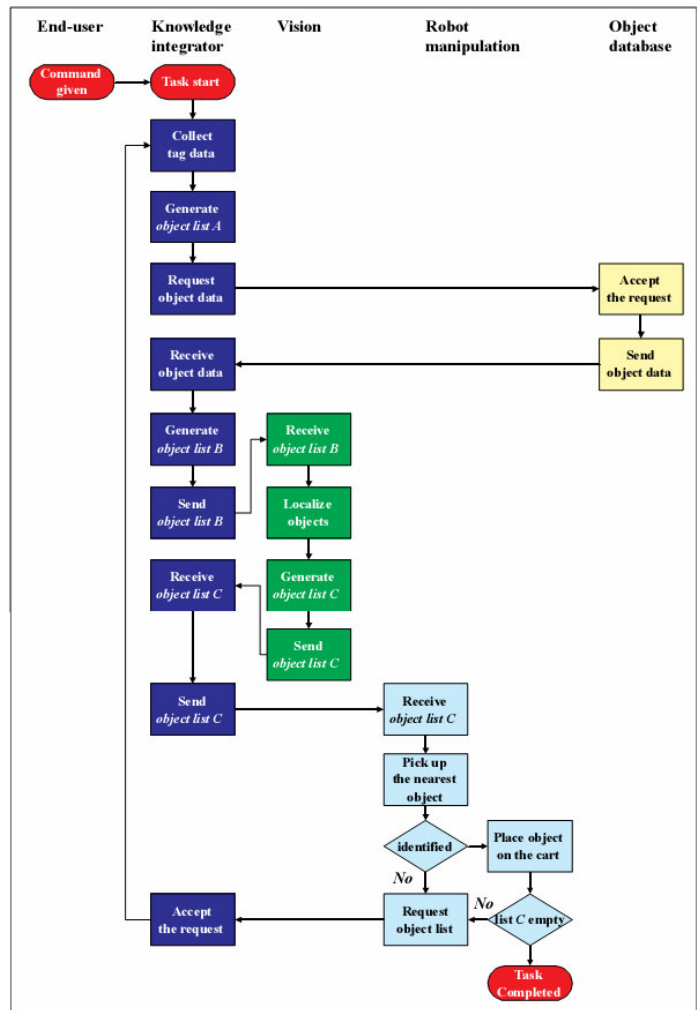 End-user
Knowledge
integrator
Vision
Robot
manipulation
Object
database
Command
given
Task start
Collect
tag data
Generate
object list A
Request
object data
Accept
the request
Receive
object data
Send
object data
Generate
object list B
Receive
object list B
Send
object list B
Localize
objects
Receive
object list C
Generate
object list C
Send
object list C
Send
object list C
Receive
object list C
Pick up
the nearest
object
identified
Place object
on the cart
No
No
Accept
the request
Request
object list
list C empty
Task
Completed